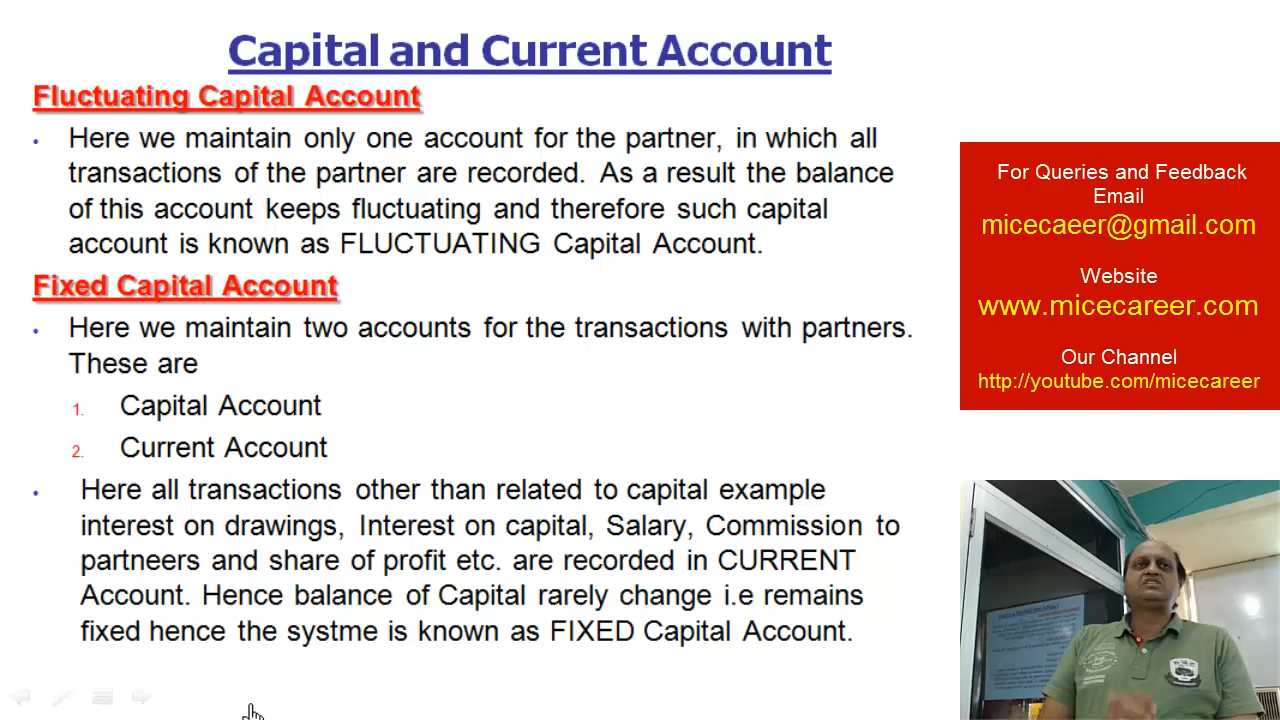 Capital and Current Account
Fluctuating Capital Account
• Here we maintain only one account for the partner, in which all
transactions of the partner are recorded. As a result the balance
of this account keeps fluctuating and therefore such capital
account is known as FLUCTUATING Capital Account.
Fixed Capital Account
• Here we maintain two accounts for the transactions with partners.
These are
1. Capital Account
2. Current Account
• Here all transactions other than related to capital example
interest on drawings, Interest on capital, Salary, Commission to
partneers and share of profit etc. are recorded in CURRENT
Account. Hence balance of Capital rarely change i.e remains
fixed hence the systme is known as FIXED Capital Account.
For Queries and Feedback
Email
micecaeer@gmail.com
Website
www.micecareer.com
Our Channel
http://youtube.com/micecareer